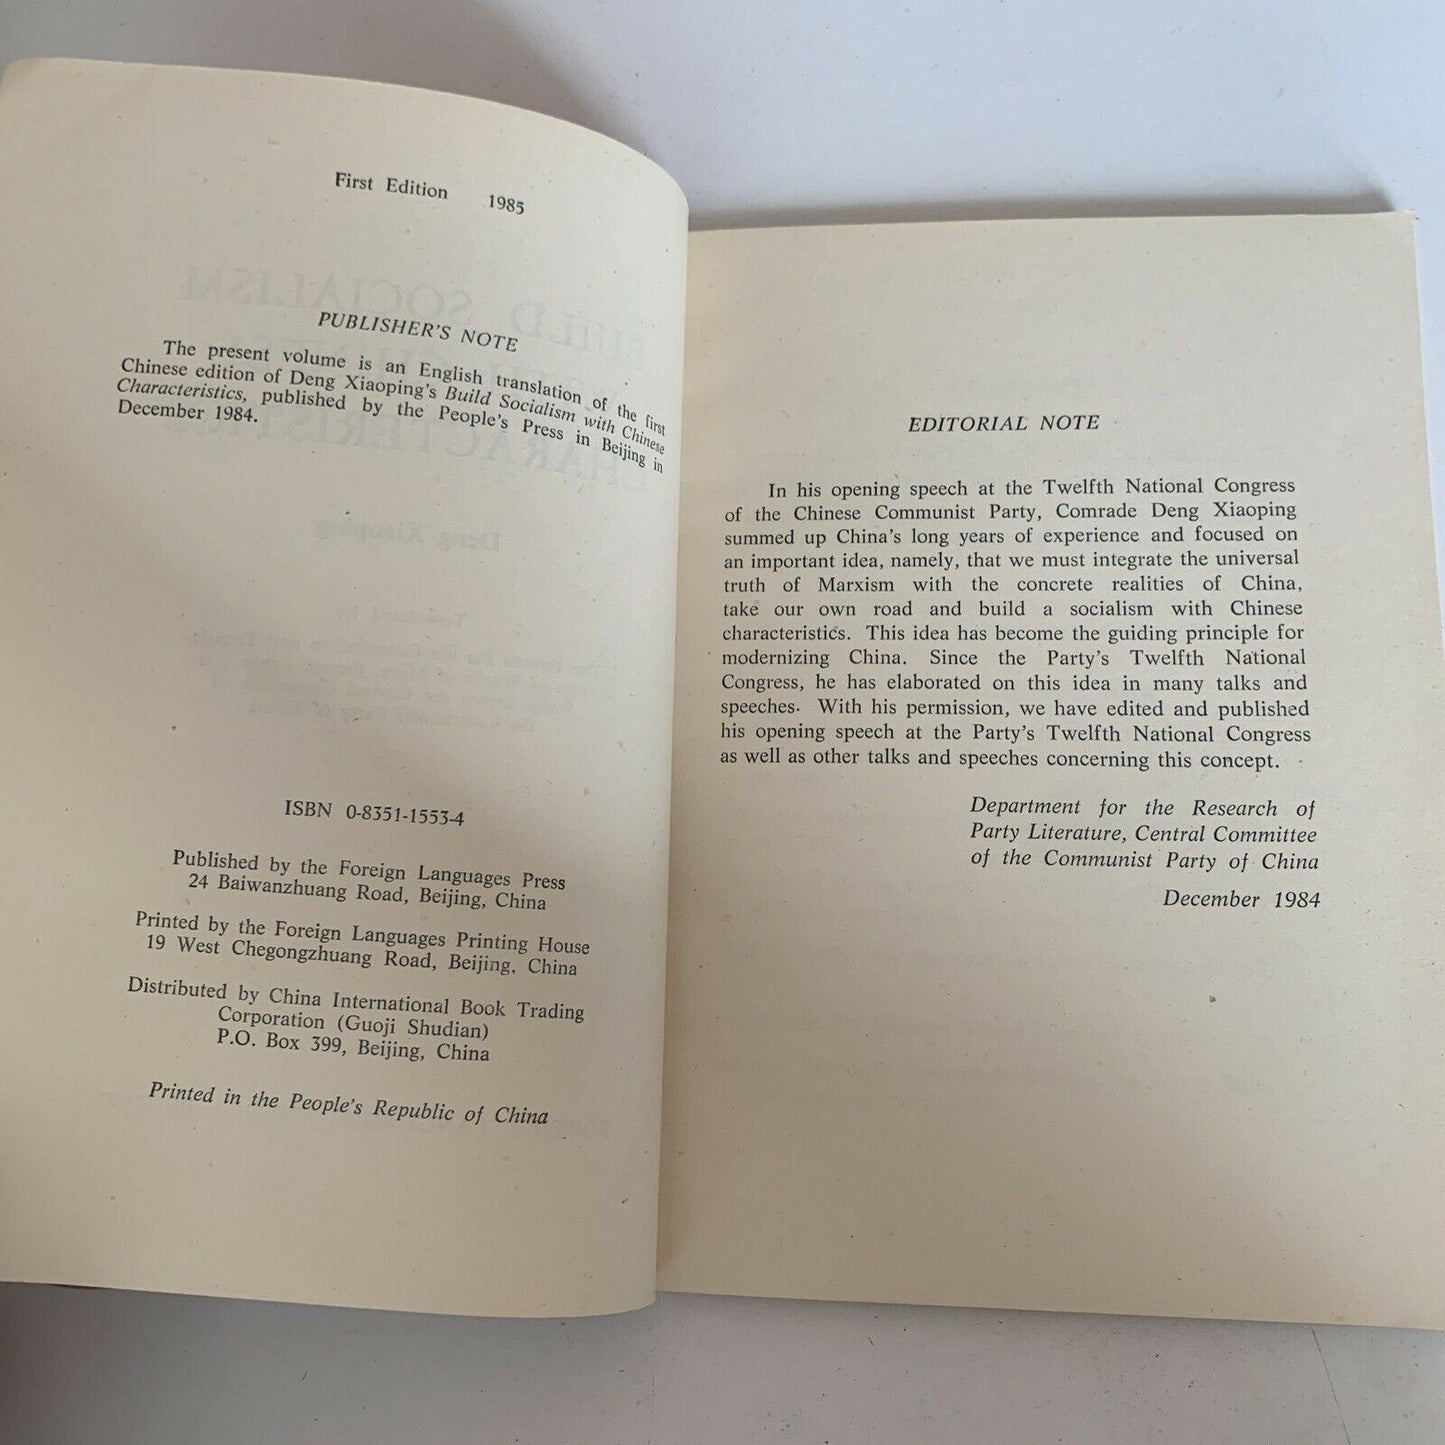 First Edition 1985
PUBLISHER'S NOTE
The present volume is an English translation of the first
Chinese edition of Deng Xiaoping's Build Socialism with Chinese
Characteristics, published by the People's Press in Beijing in
December 1984.
ISBN 0-8351-1553-4
Published by the Foreign Languages Press
24 Baiwanzhuang Road, Beijing, China
Printed by the Foreign Languages Printing House
19 West Chegongzhuang Road, Beijing, China
Distributed by China International Book Trading
Corporation (Guoji Shudian)
P.O. Box 399, Beijing, China
Printed in the People's Republic of China
EDITORIAL NOTE
In his opening speech at the Twelfth National Congress
of the Chinese Communist Party, Comrade Deng Xiaoping
summed up China's long years of experience and focused on
an important idea, namely, that we must integrate the universal
truth of Marxism with the concrete realities of China,
take our own road and build a socialism with Chinese
characteristics. This idea has become the guiding principle for
modernizing China. Since the Party's Twelfth National
Congress, he has elaborated on this idea in many talks and
speeches. With his permission, we have edited and published
his opening speech at the Party's Twelfth National Congress
as well as other talks and speeches concerning this concept.
Department for the Research of
Party Literature, Central Committee
of the Communist Party of China
December 1984